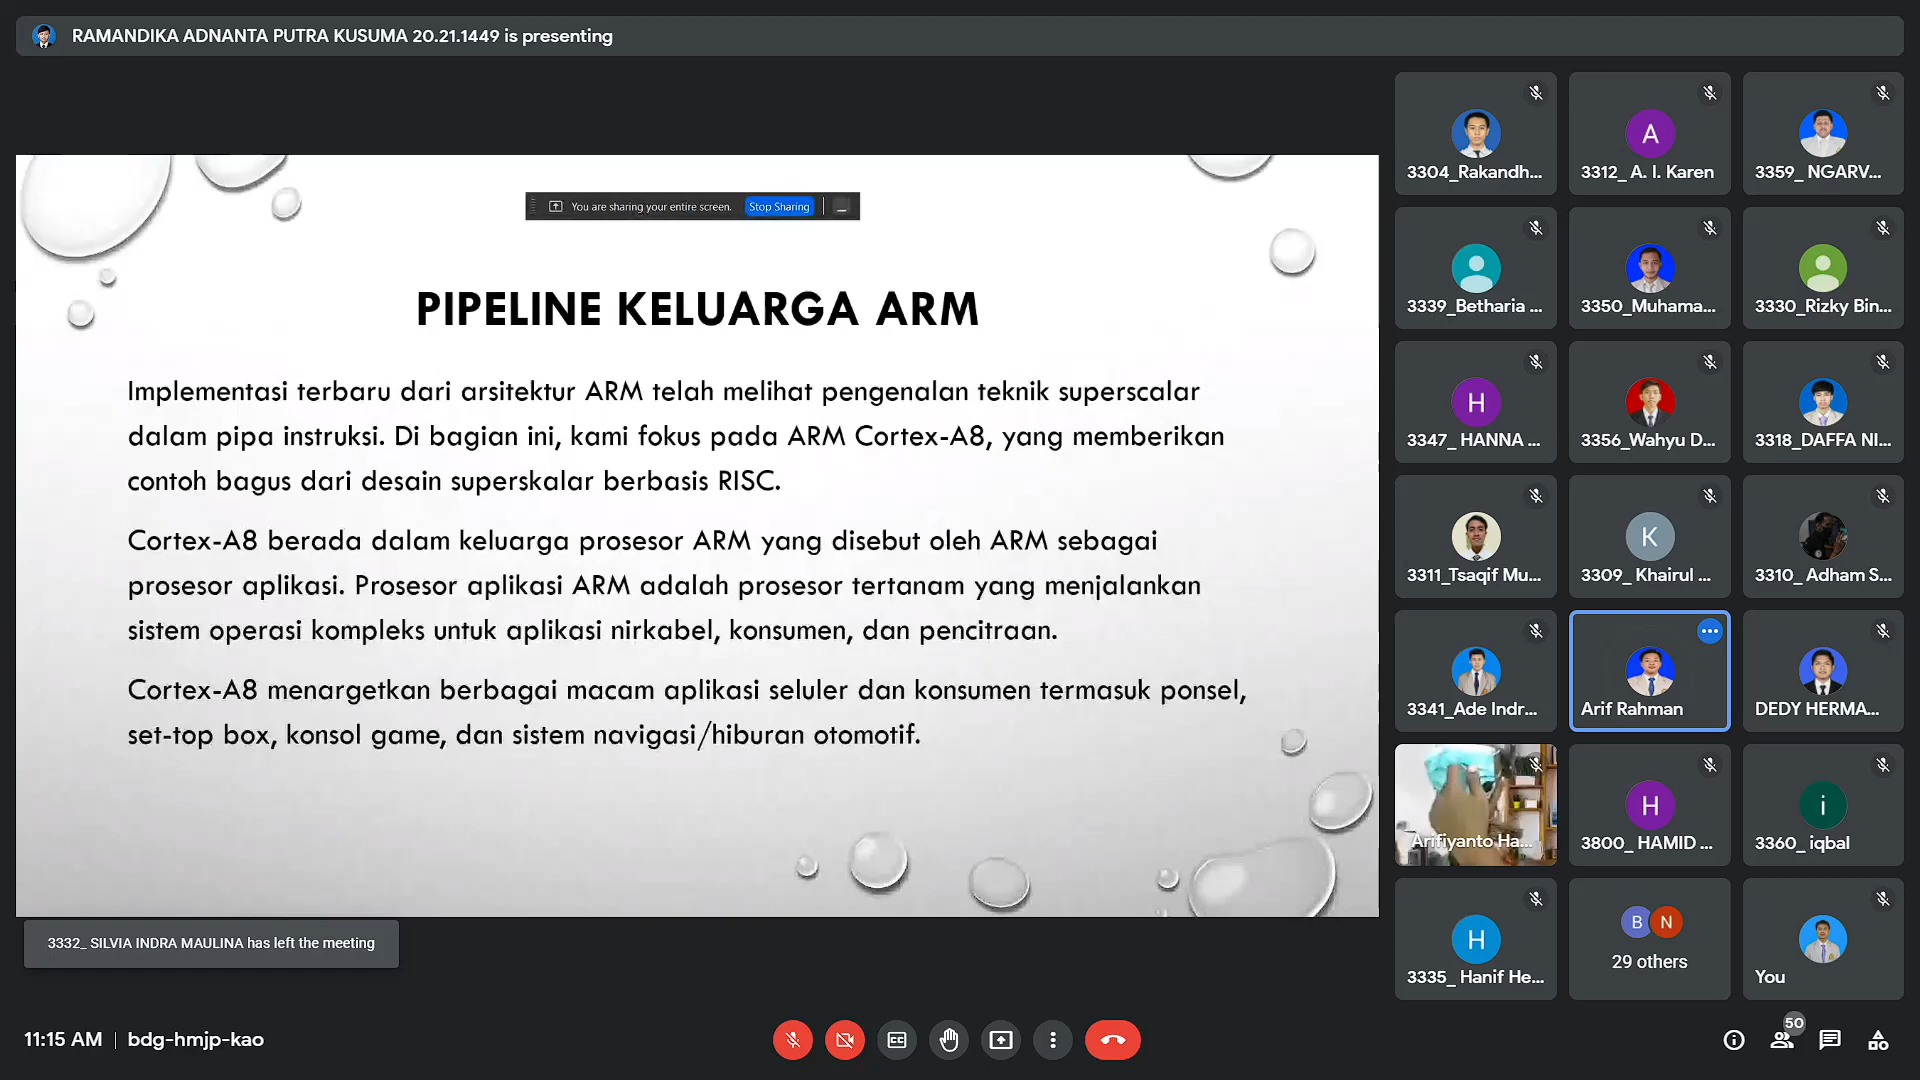 RAMANDIKA ADNANTA PUTRA KUSUMA 20.21.1449 is presenting
You are sharing your entire screen.
Stop Sharing
PIPELINE KELUARGA ARM
Implementasi terbaru dari arsitektur ARM telah melihat pengenalan teknik superscalar
dalam pipa instruksi. Di bagian ini, kami fokus pada ARM Cortex-A8, yang memberikan
contoh bagus dari desain superskalar berbasis RISC.
Cortex-A8 berada dalam keluarga prosesor ARM yang disebut oleh ARM sebagai
prosesor aplikasi. Prosesor aplikasi ARM adalah prosesor tertanam yang menjalankan
sistem operasi kompleks untuk aplikasi nirkabel, konsumen, dan pencitraan.
Cortex-A8 menargetkan berbagai macam aplikasi seluler dan konsumen termasuk ponsel,
set-top box, konsol game, dan sistem navigasi/hiburan otomotif.
3332_ SILVIA INDRA MAULINA has left the meeting
A
3304_Rakandh...
3312_ A. I. Karen
3359_ NGARV...
3339_Betharia ...
3350_Muhama...
3330_Rizky Bin...
H
3347_ HANNA ...
3356_Wahyu D...
3318_DAFFA NI...
K
3311_Tsaqif Mu...
3309_ Khairul ...
3310_ Adham S...
3341_Ade Indr...
Arif Rahman
DEDY HERMA...
H
i
Arifiyanto Ha...
3800_ HAMID ...
3360_ iqbal
H
B N
3335_ Hanif He...
29 others
You
11:15 AM | bdg-hmjp-kao
50